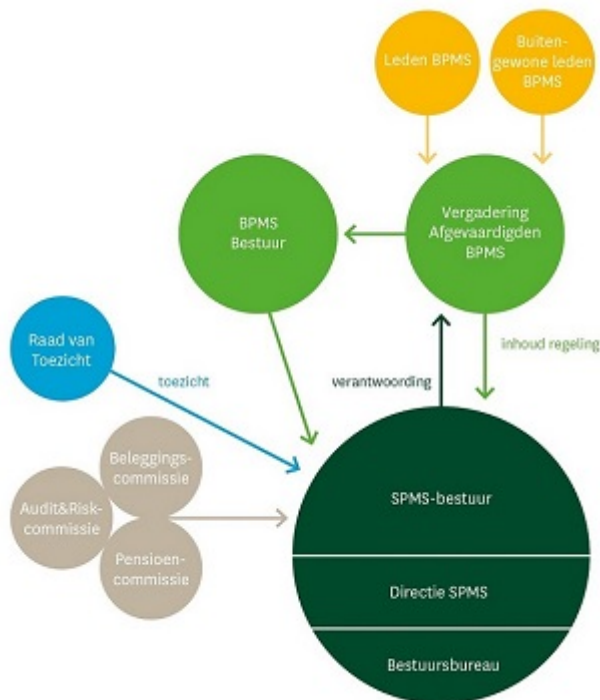 Leden BPMS
Buiten-
gewone leden
BPMS
BPMS
Bestuur
Vergadering
Afgevaardigden
BPMS
Raad van
Toezicht
toezicht
verantwoording
inhoud regeling
Beleggings-
commissie
Audit&Risk-
commissie
Pensioen-
commissie
SPMS-bestuur
Directie SPMS
Bestuursbureau